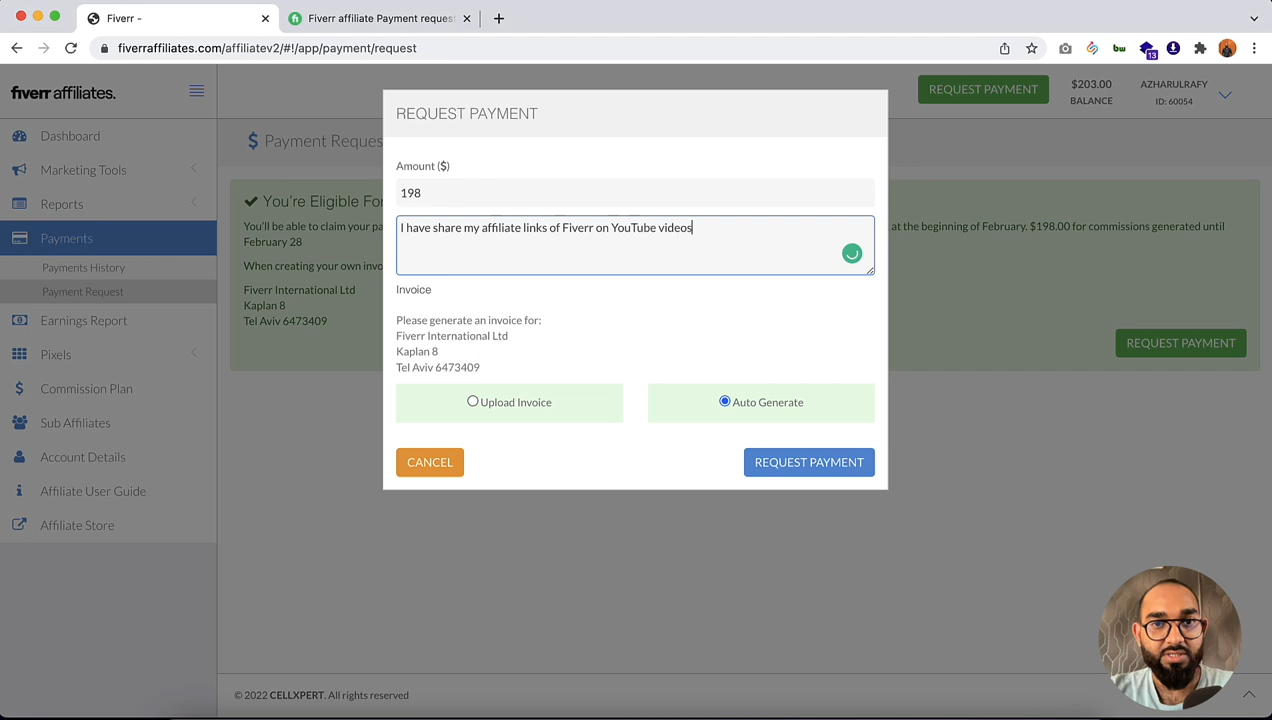 Fiverr -
Fiverr affiliate Payment request
fiverraffiliates.com/affiliatev2/#!/app/payment/request
bw
13
fiverr affiliates.
REQUEST PAYMENT
$203.00
BALANCE
AZHARULRAFY
ID: 60054
Dashboard
Marketing Tools
Reports
Payments
Payments History
Payment Request
Earnings Report
Pixels
Commission Plan
Sub Affiliates
Account Details
Affiliate User Guide
Affiliate Store
$ Payment Reques
You're Eligible For
You'll be able to claim your pa
at the beginning of February. $198.00 for commissions generated until
February 28
When creating your own invo
Fiverr International Ltd
Kaplan 8
Tel Aviv 6473409
REQUEST PAYMENT
REQUEST PAYMENT
Amount ($)
198
I have share my affiliate links of Fiverr on YouTube videos
Invoice
Please generate an invoice for:
Fiverr International Ltd
Kaplan 8
Tel Aviv 6473409
Upload Invoice
Auto Generate
CANCEL
REQUEST PAYMENT
© 2022 CELLXPERT. All rights reserved